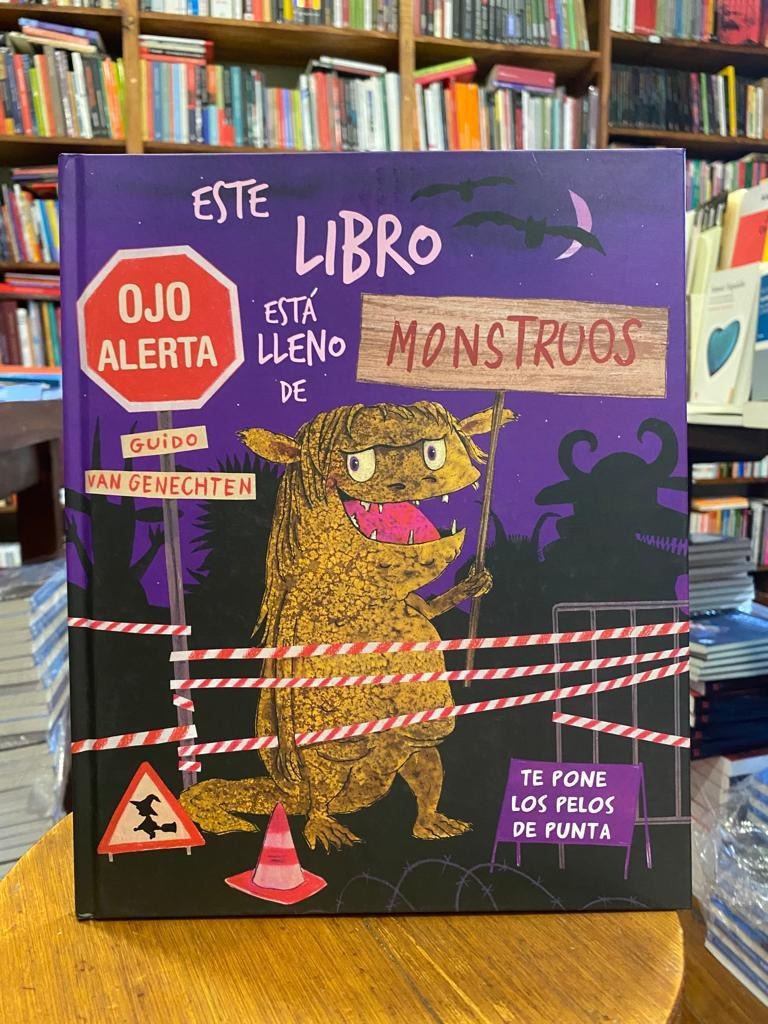 ESTE
LIBRO
ESTÁ
LLENO
DE
MONSTRUOS
OJO
ALERTA
GUIDO
VAN GENECHTEN
TE PONE
LOS PELOS
DE PUNTA